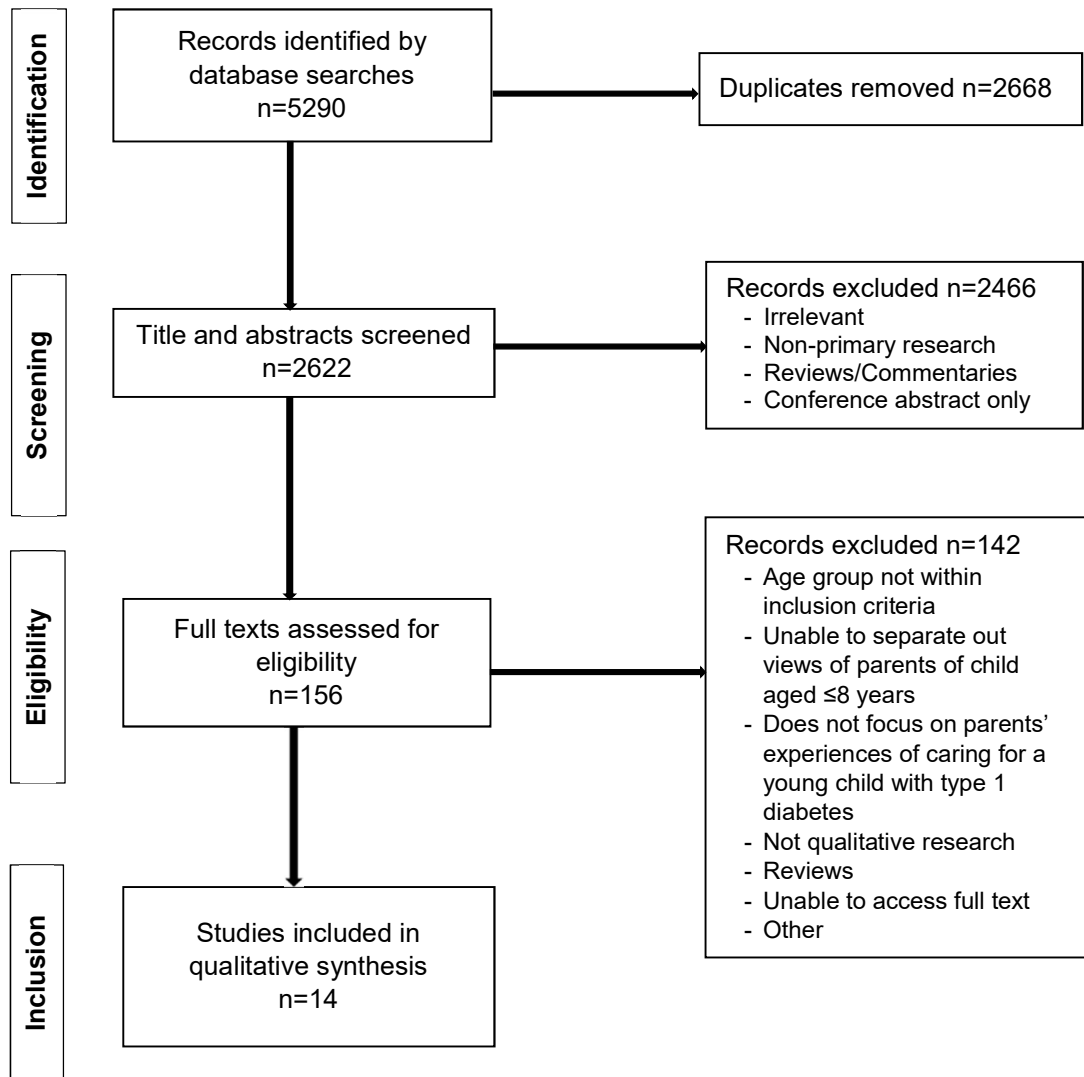 Identification
Records identified by
database searches
n=5290
Duplicates removed n=2668
Screening
Title and abstracts screened
n=2622
Records excluded n=2466
- Irrelevant
- Non-primary research
- Reviews/Commentaries
- Conference abstract only
Eligibility
Full texts assessed for
eligibility
n=156
Records excluded n=142
- Age group not within
inclusion criteria
- Unable to separate out
views of parents of child
aged ≤8 years
- Does not focus on parents’
experiences of caring for a
young child with type 1
diabetes
- Not qualitative research
- Reviews
- Unable to access full text
- Other
Inclusion
Studies included in
qualitative synthesis
n=14